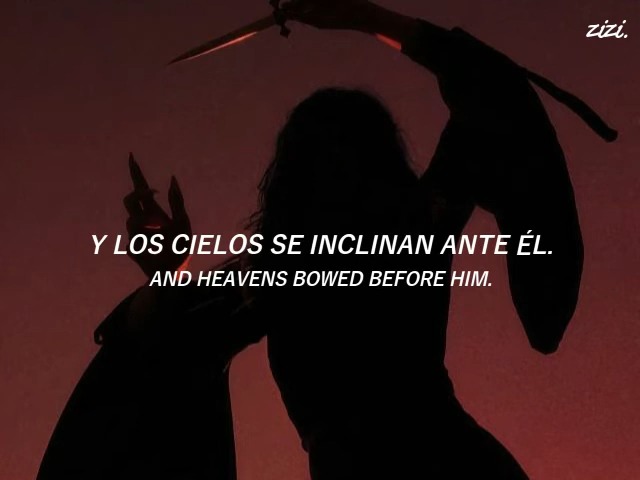 zizi.
Y LOS CIELOS SE INCLINAN ANTE ÉL.
AND HEAVENS BOWED BEFORE HIM.